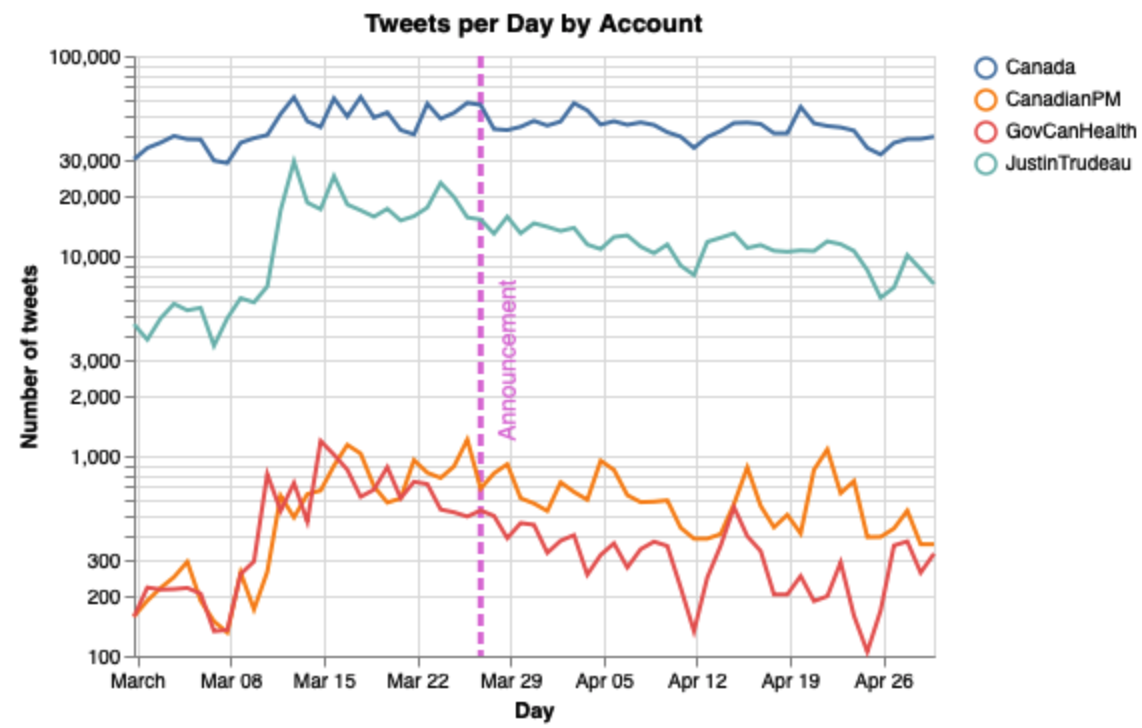 Tweets per Day by Account
100,000
30,000
20,000
10,000
3,000
2,000
1,000
300
200
100
Number of tweets
Announcement
March Mar 08 Mar 15 Mar 22 Mar 29 Apr 05 Apr 12 Apr 19 Apr 26
Day
Canada
CanadianPM
GovCanHealth
JustinTrudeau